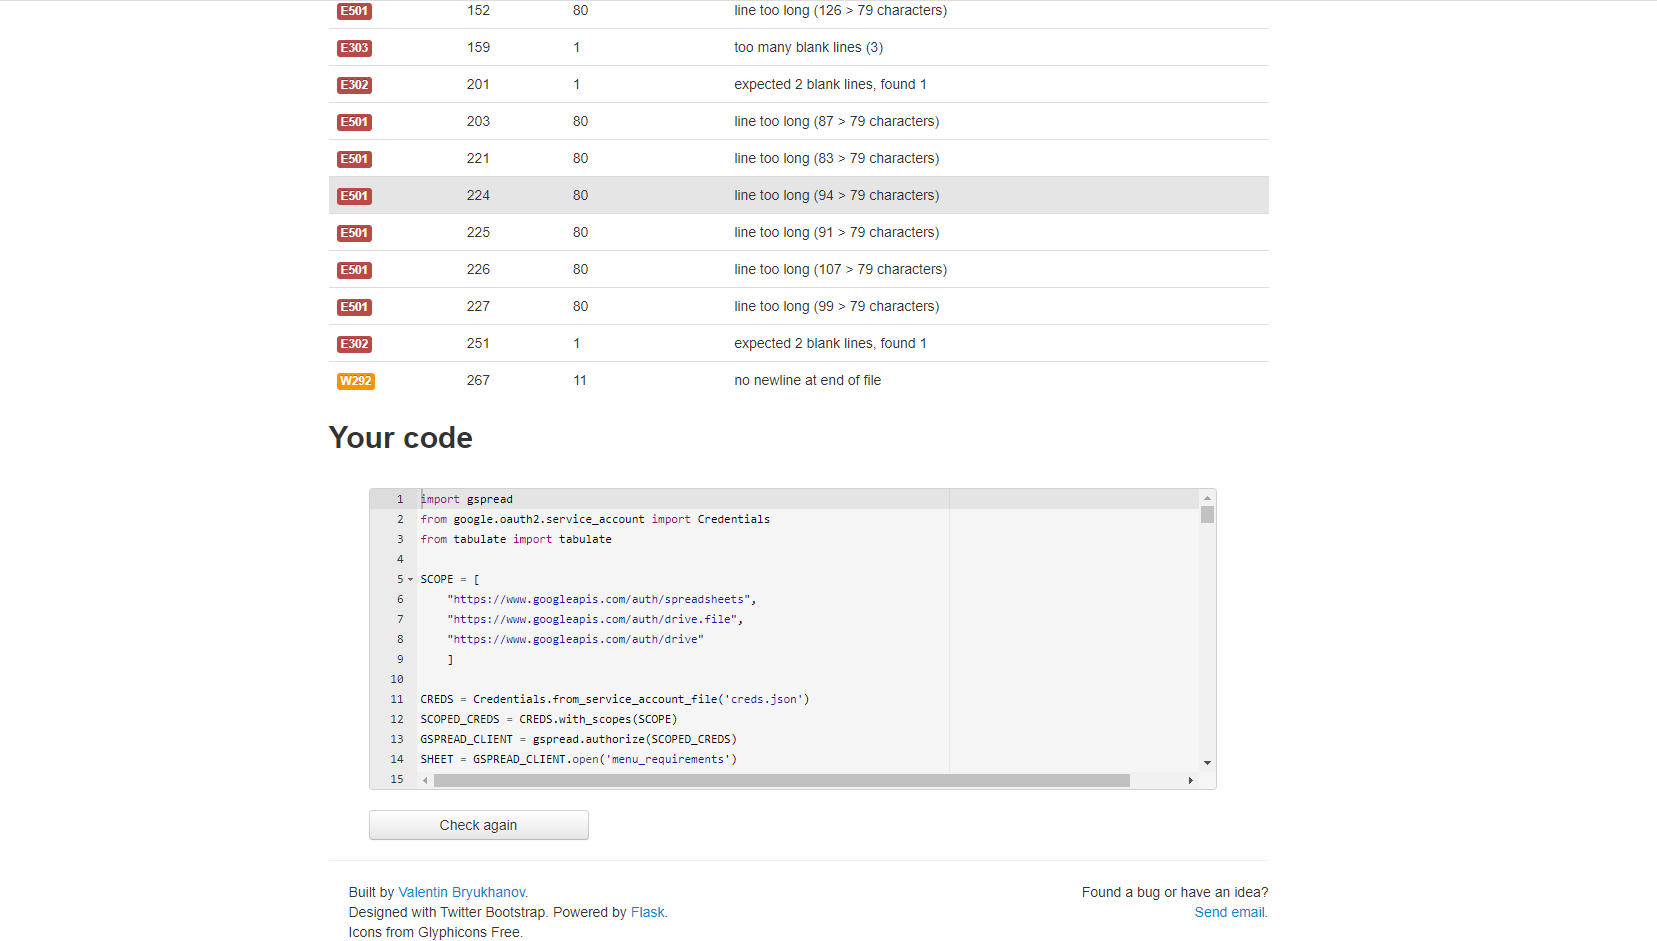 E501 152 80 line too long (126 > 79 characters)
E303 159 1 too many blank lines (3)
E302 201 1 expected 2 blank lines, found 1
E501 203 80 line too long (87 > 79 characters)
E501 221 80 line too long (83 > 79 characters)
E501 224 80 line too long (94 > 79 characters)
E501 225 80 line too long (91 > 79 characters)
E501 226 80 line too long (107 > 79 characters)
E501 227 80 line too long (99 > 79 characters)
E302 251 1 expected 2 blank lines, found 1
W292 267 11 no newline at end of file
Your code
1 import gspread
2 from google.oauth2.service_account import Credentials
3 from tabulate import tabulate
4
5 SCOPE = [
6 "https://www.googleapis.com/auth/spreadsheets",
7 "https://www.googleapis.com/auth/drive.file",
8 "https://www.googleapis.com/auth/drive"
9 ]
10
11 CREDS = Credentials.from_service_account_file('creds.json')
12 SCOPED_CREDS = CREDS.with_scopes(SCOPE)
13 GSPREAD_CLIENT = gspread.authorize(SCOPED_CREDS)
14 SHEET = GSPREAD_CLIENT.open('menu_requirements')
15
Check again
Built by Valentin Bryukhanov. Found a bug or have an idea?
Designed with Twitter Bootstrap. Powered by Flask. Send email.
Icons from Glyphicons Free.